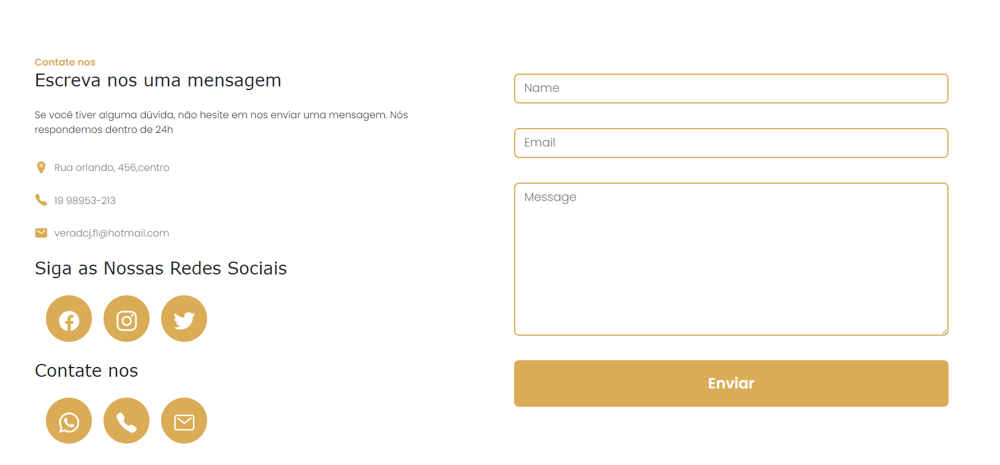 Contate nos
Escreva nos uma mensagem
Se você tiver alguma dúvida, não hesite em nos enviar uma mensagem. Nós
respondemos dentro de 24h
Rua orlando, 456,centro
19 98953-213
veradcj.fl@hotmail.com
Siga as Nossas Redes Sociais
Contate nos
Name
Email
Message
Enviar